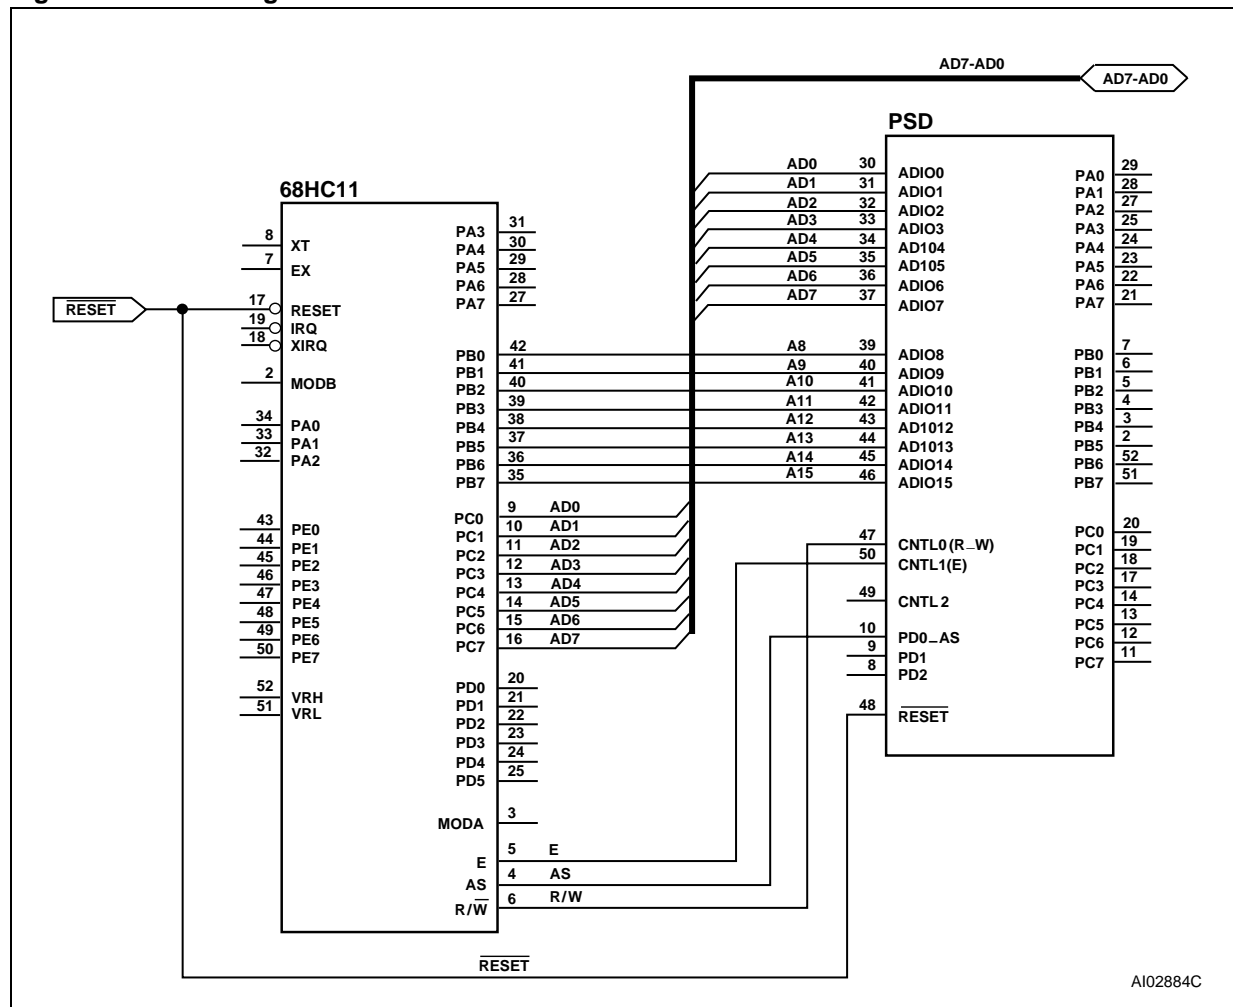 AD7-AD0
AD7-AD0
PSD
68HC11
RESET
8 XT
7 EX
17 RESET
19 IRQ
18 XIRQ
2 MODB
34 PA0
33 PA1
32 PA2
43 PE0
44 PE1
45 PE2
46 PE3
47 PE4
48 PE5
49 PE6
50 PE7
52 VRH
51 VRL
PA3 31
PA4 30
PA5 29
PA6 28
PA7 27
PB0 42
PB1 41
PB2 40
PB3 39
PB4 38
PB5 37
PB6 36
PB7 35
PC0 9 AD0
PC1 10 AD1
PC2 11 AD2
PC3 12 AD3
PC4 13 AD4
PC5 14 AD5
PC6 15 AD6
PC7 16 AD7
PD0 20
PD1 21
PD2 22
PD3 23
PD4 24
PD5 25
MODA 3
E 5 E
AS 4 AS
R/W 6 R/W
RESET
AD0 30 ADIO0
AD1 31 ADIO1
AD2 32 ADIO2
AD3 33 ADIO3
AD4 34 AD104
AD5 35 AD105
AD6 36 ADIO6
AD7 37 ADIO7
A8 39 ADIO8
A9 40 ADIO9
A10 41 ADIO10
A11 42 ADIO11
A12 43 AD1012
A13 44 AD1013
A14 45 ADIO14
A15 46 ADIO15
47 CNTL0(R_W)
50 CNTL1(E)
49 CNTL2
10 PD0_AS
9 PD1
8 PD2
48 RESET
PA0 29
PA1 28
PA2 27
PA3 25
PA4 24
PA5 23
PA6 22
PA7 21
PB0 7
PB1 6
PB2 5
PB3 4
PB4 3
PB5 2
PB6 52
PB7 51
PC0 20
PC1 19
PC2 18
PC3 17
PC4 14
PC5 13
PC6 12
PC7 11
AI02884C